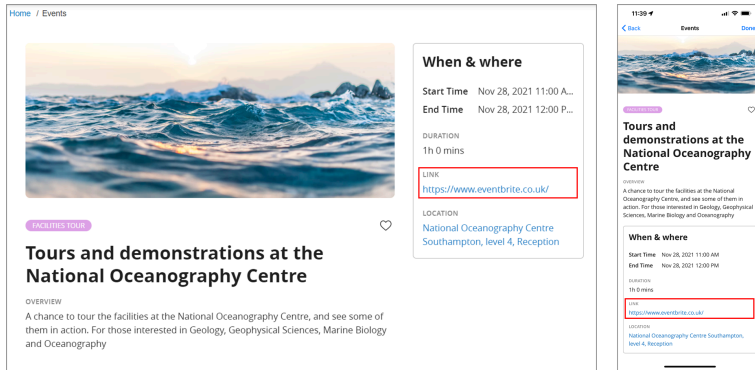 Home / Events
When & where
Start Time Nov 28, 2021 11:00 A...
End Time Nov 28, 2021 12:00 P...
DURATION
1h 0 mins
LINK
https://www.eventbrite.co.uk/
LOCATION
National Oceanography Centre
Southampton, level 4, Reception
FACILITIES TOUR
Tours and demonstrations at the
National Oceanography Centre
OVERVIEW
A chance to tour the facilities at the National Oceanography Centre, and see some of
them in action. For those interested in Geology, Geophysical Sciences, Marine Biology
and Oceanography
11:39
Back Events Done
FACILITIES TOUR
Tours and
demonstrations at the
National Oceanography
Centre
OVERVIEW
A chance to tour the facilities at the National
Oceanography Centre, and see some of them in
action. For those interested in Geology, Geophysical
Sciences, Marine Biology and Oceanography
When & where
Start Time Nov 28, 2021 11:00 AM
End Time Nov 28, 2021 12:00 PM
DURATION
1h 0 mins
LINK
https://www.eventbrite.co.uk/
LOCATION
National Oceanography Centre Southampton,
level 4, Reception